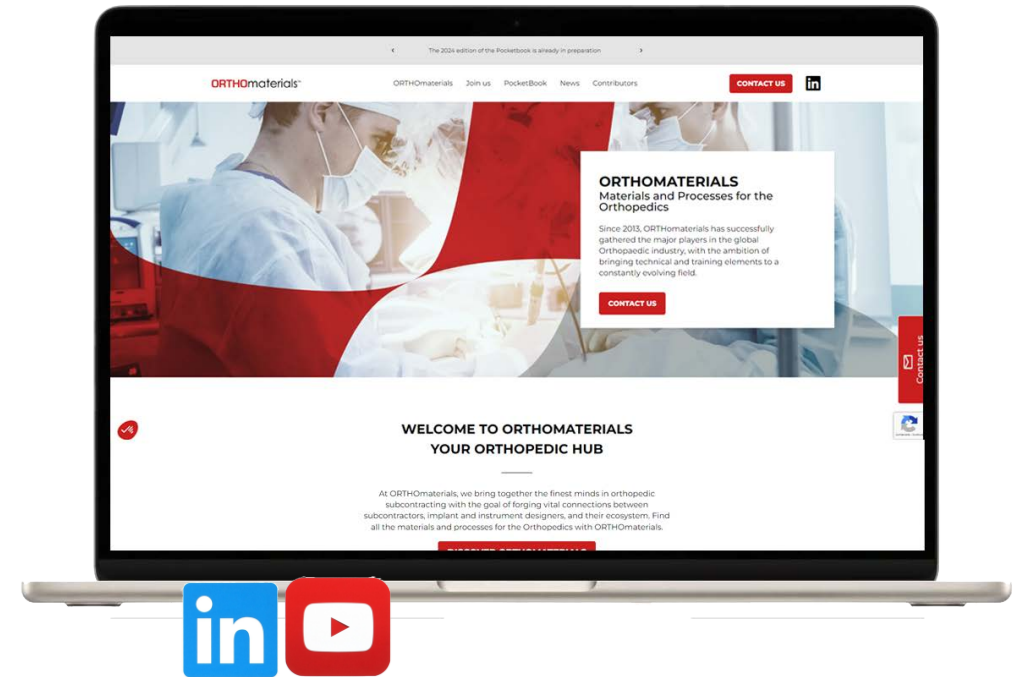 The 2024 edition of the Pocketbook is already in preparation
ORTHOmaterials™
ORTHOmaterials Join us PocketBook News Contributors
CONTACT US
in
ORTHOMATERIALS
Materials and Processes for the
Orthopedics
Since 2013, ORTHomaterials has successfully
gathered the major players in the global
Orthopaedic industry, with the ambition of
bringing technical and training elements to a
constantly evolving field.
CONTACT US
Contact us
WELCOME TO ORTHOMATERIALS
YOUR ORTHOPEDIC HUB
At ORTHOmaterials, we bring together the finest minds in orthopedic
subcontracting with the goal of forging vital connections between
subcontractors, implant and instrument designers, and their ecosystem. Find
all the materials and processes for the Orthopedics with ORTHOmaterials.
DISCOVER ORTHOMATERIALS
in